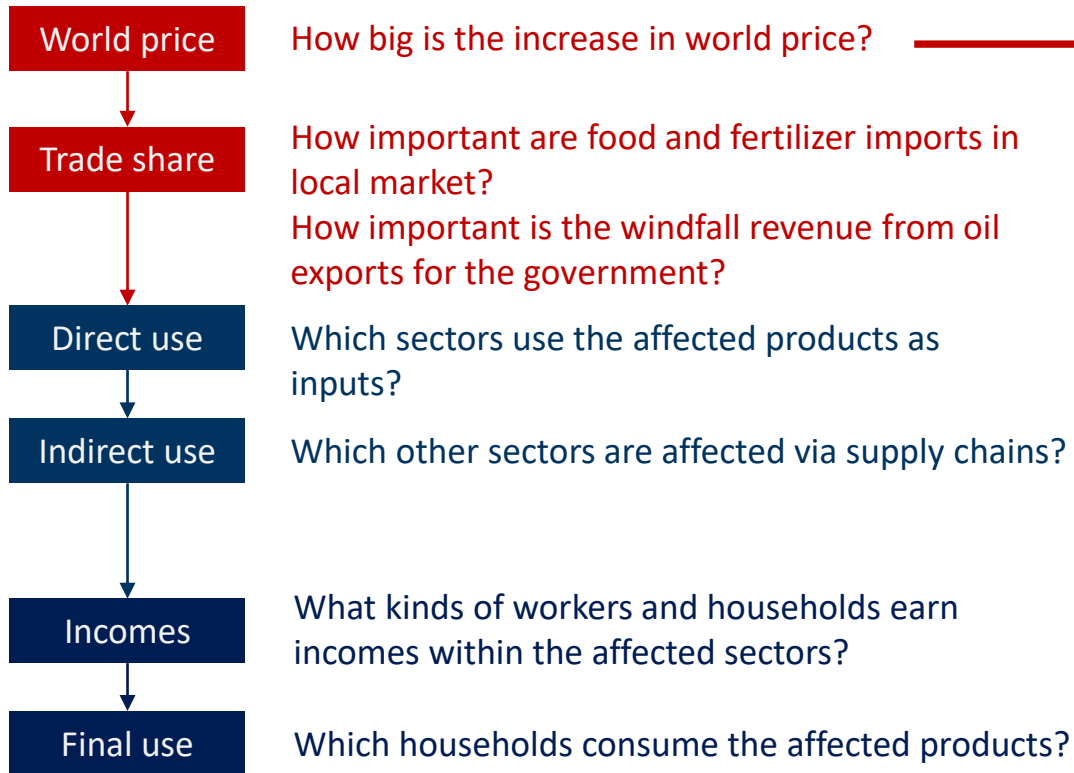 World price
How big is the increase in world price?
Trade share
How important are food and fertilizer imports in
local market?
How important is the windfall revenue from oil
exports for the government?
Direct use
Which sectors use the affected products as
inputs?
Indirect use
Which other sectors are affected via supply chains?
Incomes
What kinds of workers and households earn
incomes within the affected sectors?
Final use
Which households consume the affected products?